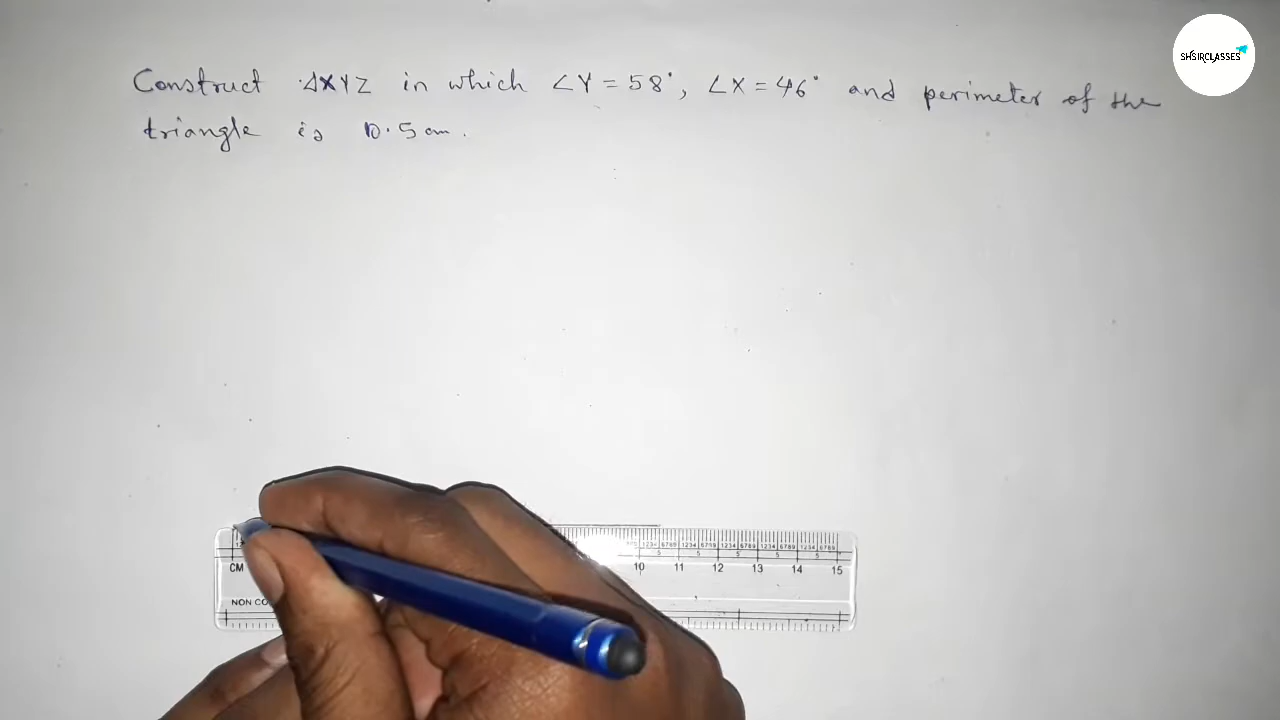 Construct ΔXYZ in which ∠Y = 58°, ∠X = 46° and perimeter of the
triangle is 10.5 cm.
SHSIRCLASSES
10 11 12 13 14 15
CM
NON CO